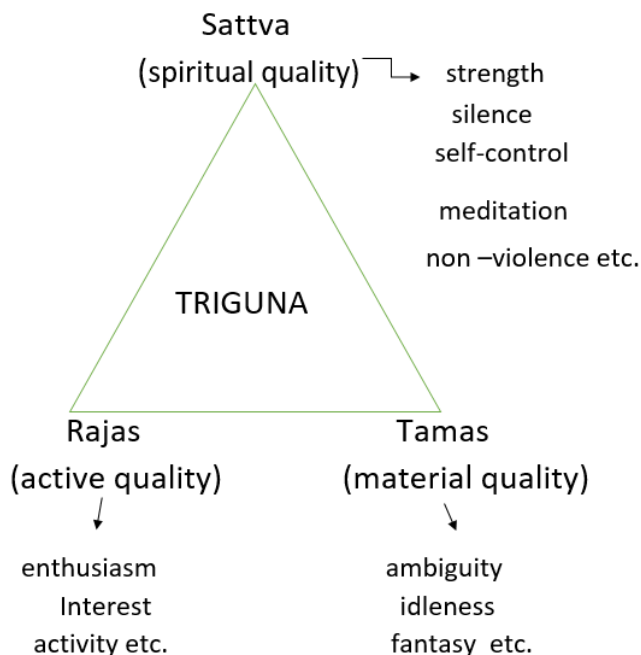 Sattva
(spiritual quality)
strength
silence
self-control
meditation
non –violence etc.
TRIGUNA
Rajas
(active quality)
enthusiasm
Interest
activity etc.
Tamas
(material quality)
ambiguity
idleness
fantasy etc.